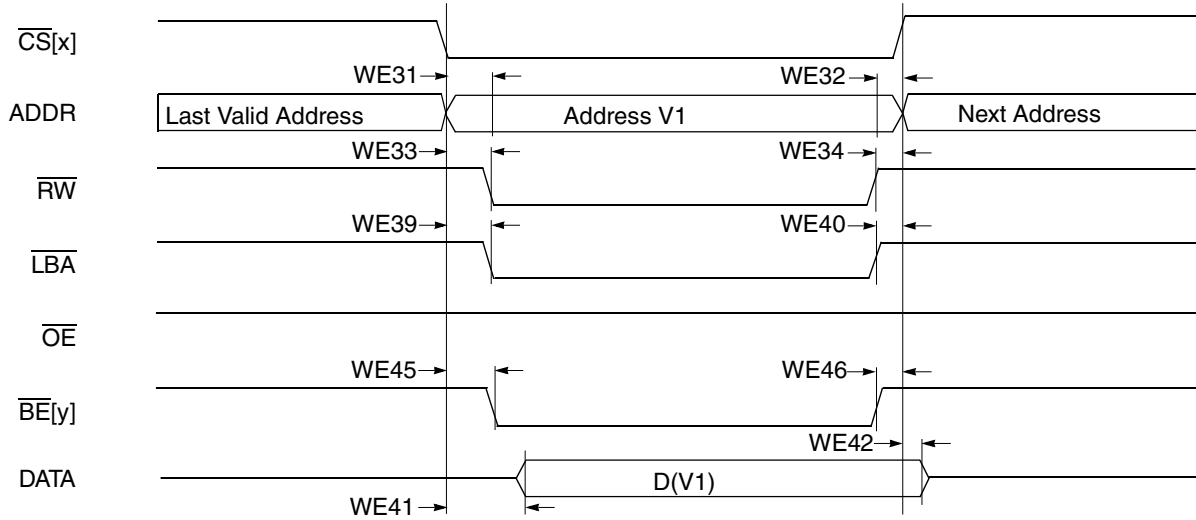 CS[x]
WE31
WE32
ADDR
Last Valid Address
Address V1
Next Address
WE33
WE34
RW
WE39
WE40
LBA
OE
WE45
WE46
BE[y]
WE42
DATA
D(V1)
WE41